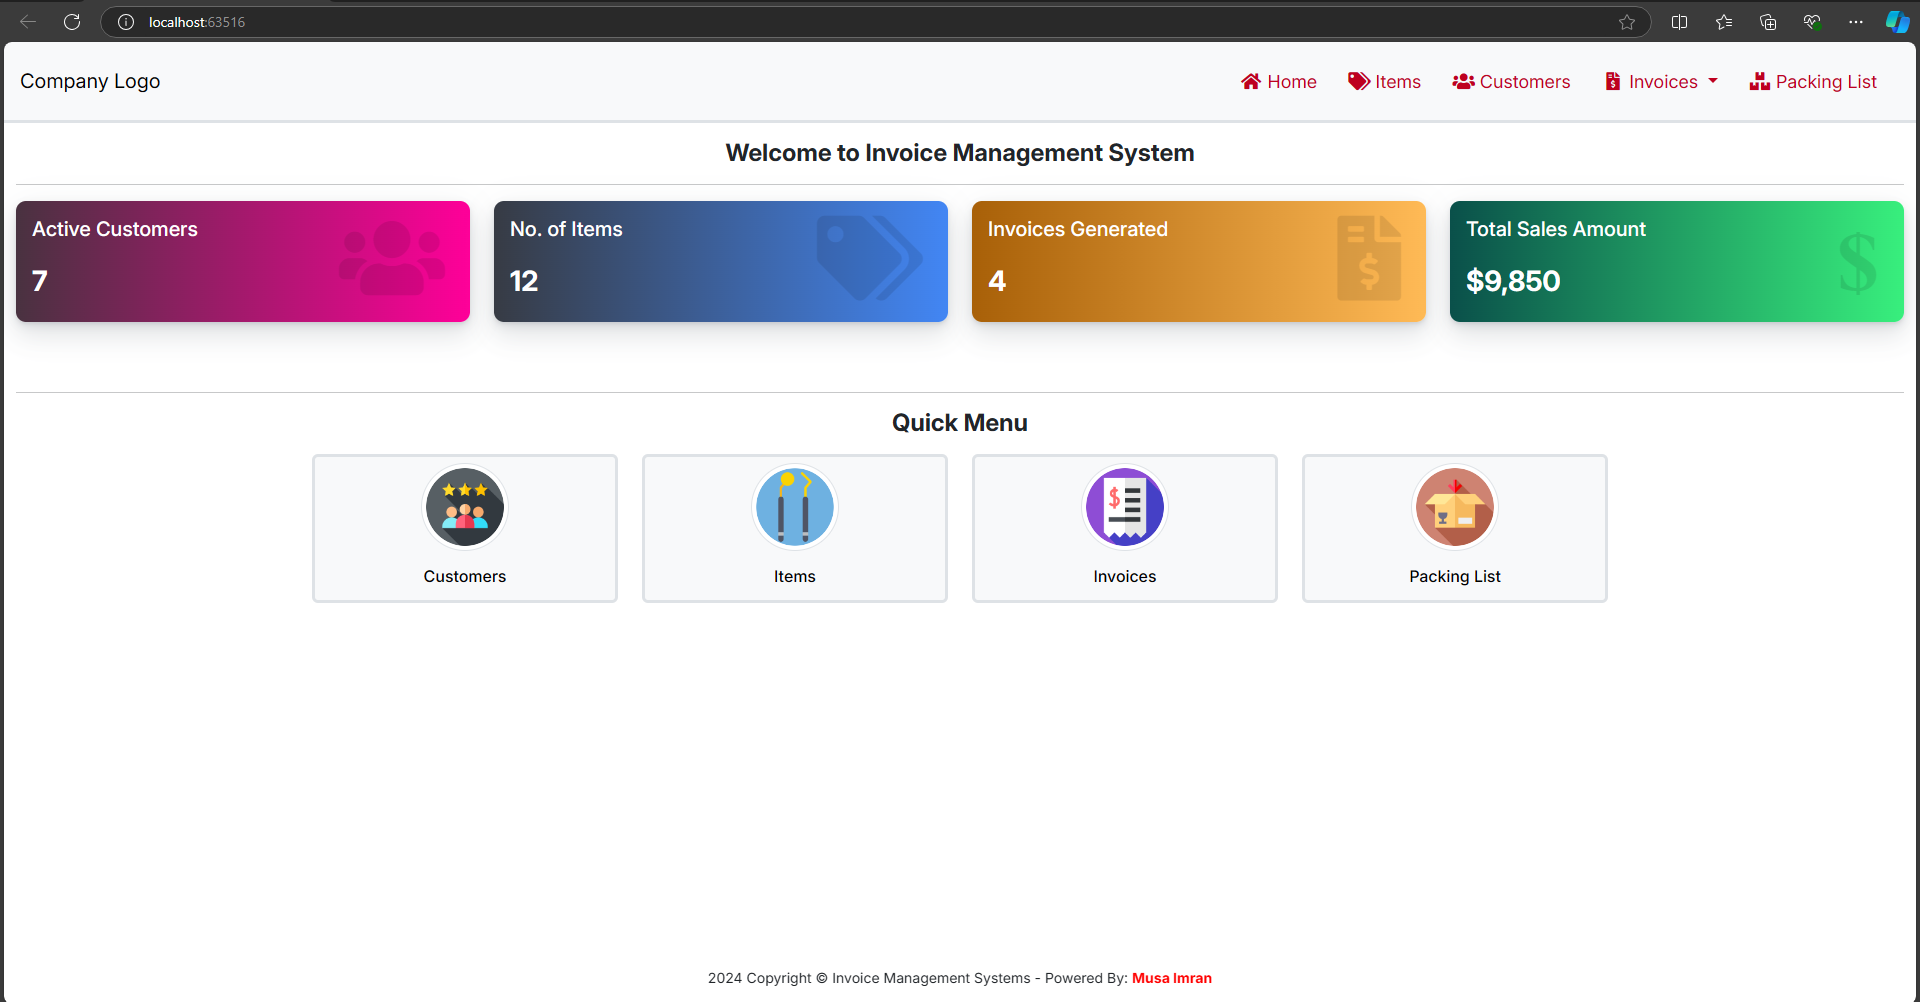 localhost:63516
Company Logo
Home Items Customers Invoices Packing List
Welcome to Invoice Management System
Active Customers
7
No. of Items
12
Invoices Generated
4
Total Sales Amount
$9,850
Quick Menu
Customers
Items
Invoices
Packing List
2024 Copyright © Invoice Management Systems - Powered By: Musa Imran